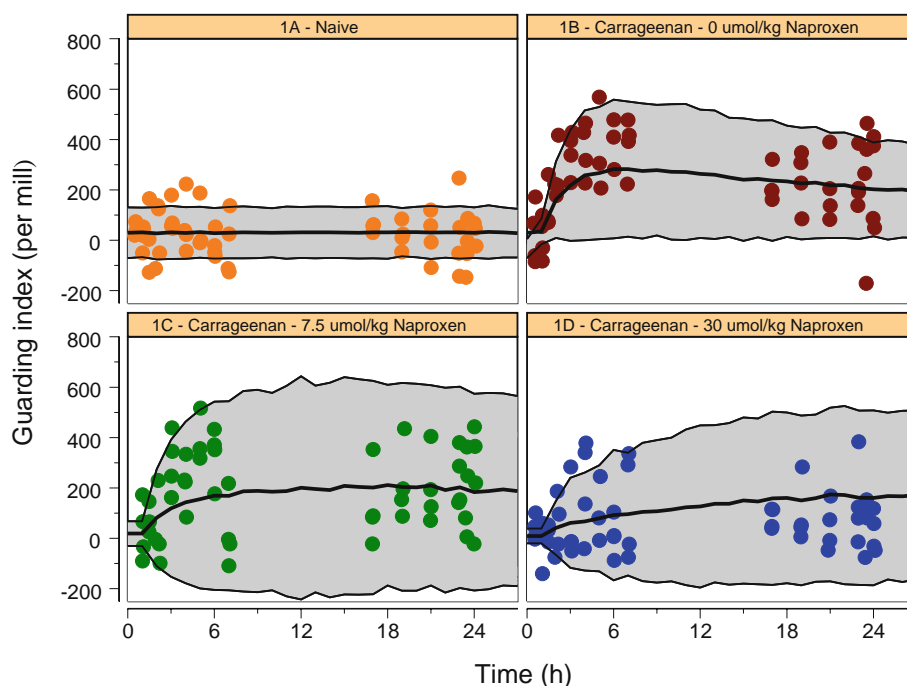 1A - Naive
1B - Carrageenan - 0 umol/kg Naproxen
800
600
400
200
0
-200
1C - Carrageenan - 7.5 umol/kg Naproxen
1D - Carrageenan - 30 umol/kg Naproxen
800
600
400
200
0
-200
Guarding index (per mill)
0 6 12 18 24
0 6 12 18 24
Time (h)